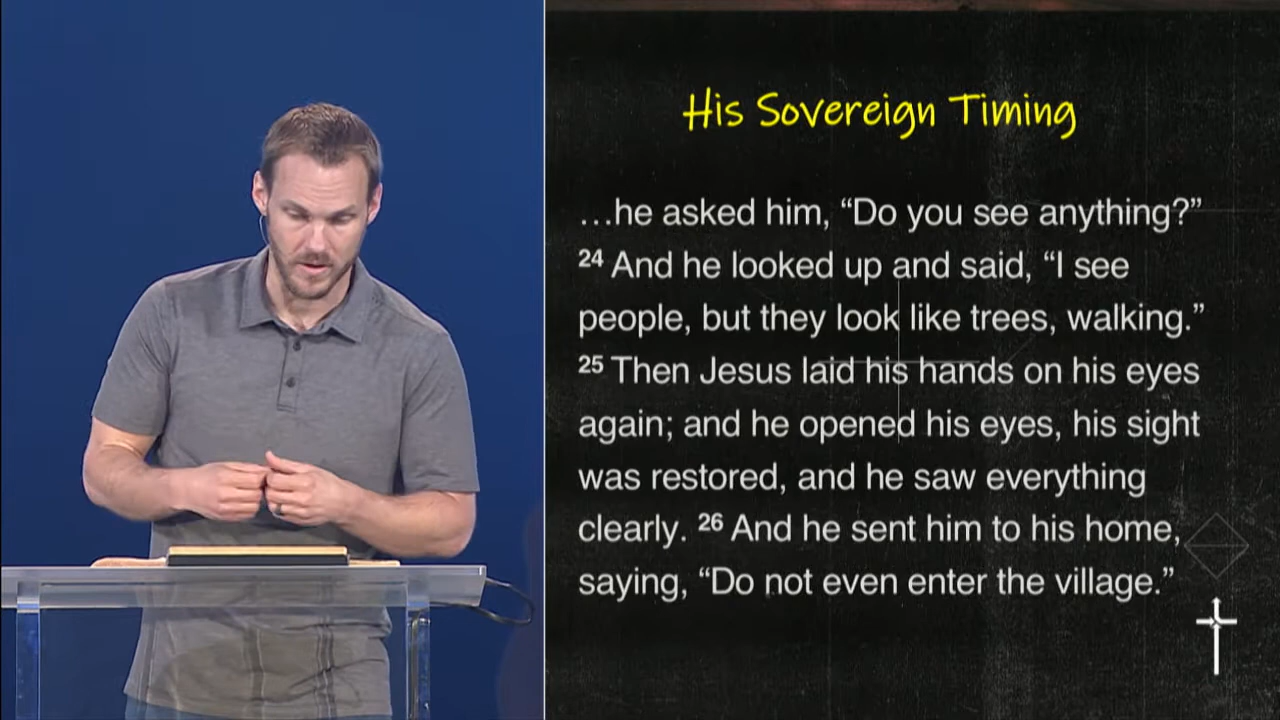 His Sovereign Timing
…he asked him, “Do you see anything?”
24 And he looked up and said, “I see
people, but they look like trees, walking.”
25 Then Jesus laid his hands on his eyes
again; and he opened his eyes, his sight
was restored, and he saw everything
clearly. 26 And he sent him to his home,
saying, “Do not even enter the village.”